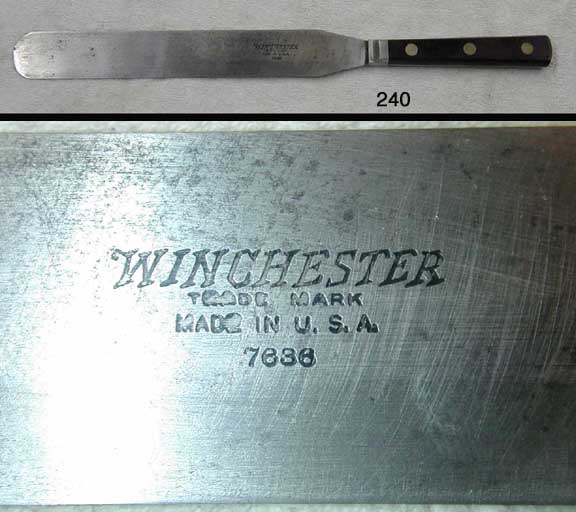 240
WINCHESTER
TRADE MARK
MADE IN U. S. A.
7636